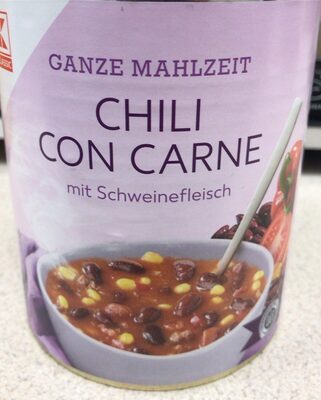 GANZE MAHLZEIT
CHILI
CON CARNE
mit Schweinefleisch